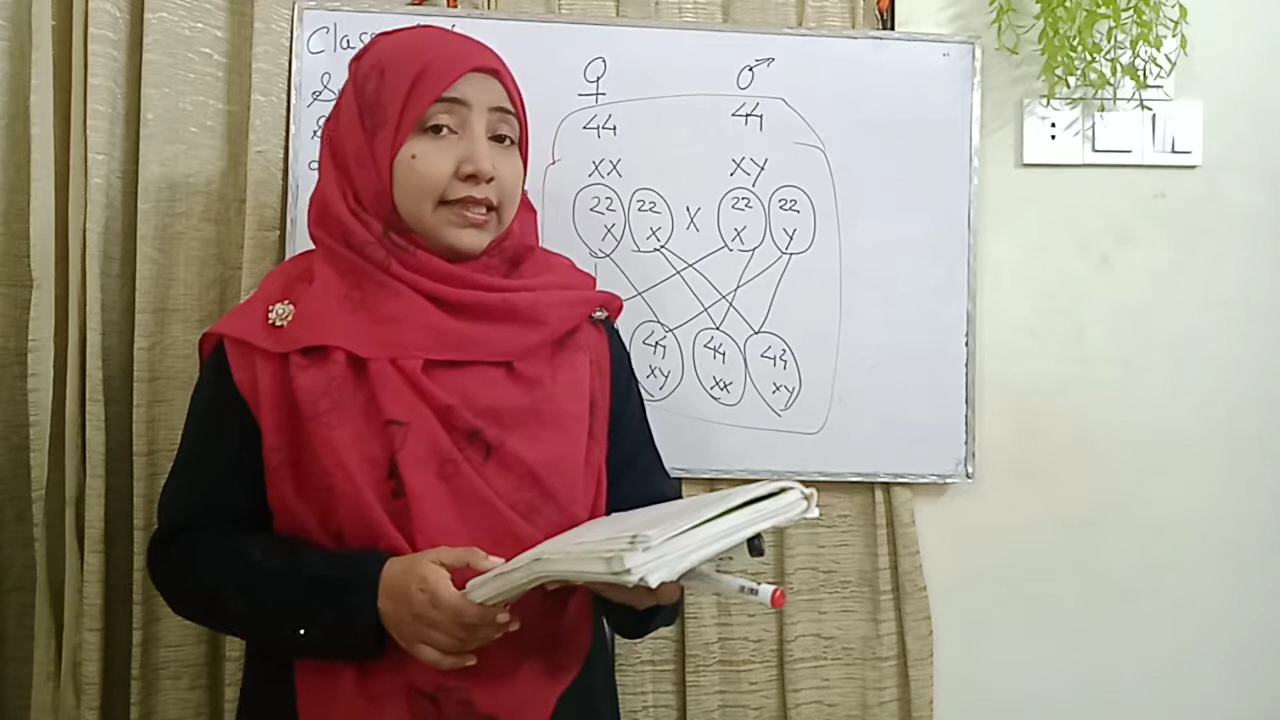 Class
♀ ♂
44 44
XX XY
22 22 X 22 22
X X X Y
44 44 44
XY XX XY